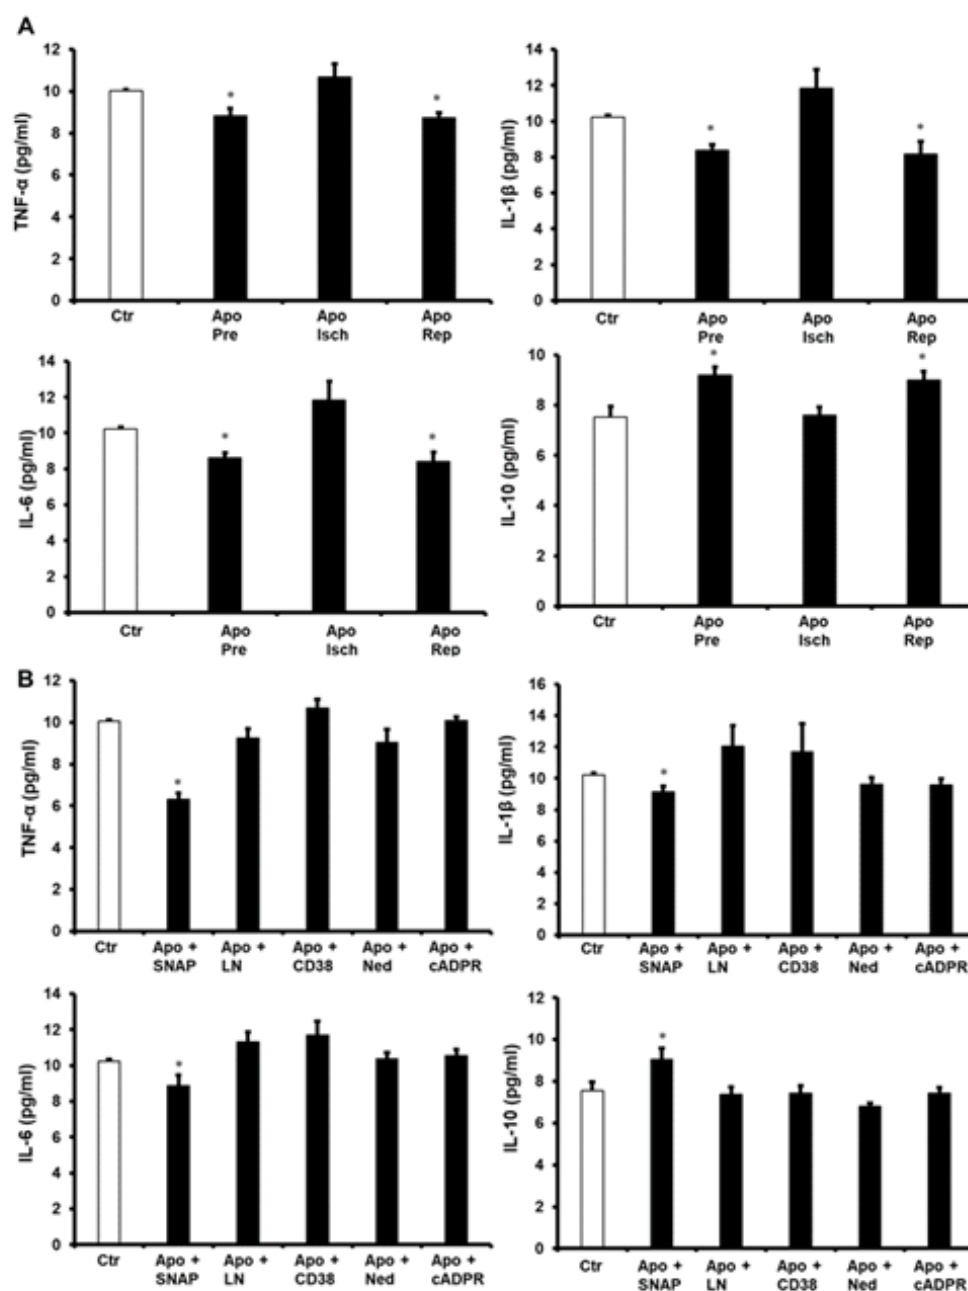 A
TNF-α (pg/ml)
12
10
8
6
4
2
0
Ctr
Apo Pre
Apo Isch
Apo Rep
*
*
IL-1β (pg/ml)
14
12
10
8
6
4
2
0
Ctr
Apo Pre
Apo Isch
Apo Rep
*
*
IL-6 (pg/ml)
14
12
10
8
6
4
2
0
Ctr
Apo Pre
Apo Isch
Apo Rep
*
*
IL-10 (pg/ml)
10
8
6
4
2
0
Ctr
Apo Pre
Apo Isch
Apo Rep
*
*
B
TNF-α (pg/ml)
12
10
8
6
4
2
0
Ctr
Apo + SNAP
Apo + LN
Apo + CD38
Apo + Ned
Apo + cADPR
*
IL-1β (pg/ml)
16
14
12
10
8
6
4
2
0
Ctr
Apo + SNAP
Apo + LN
Apo + CD38
Apo + Ned
Apo + cADPR
*
IL-6 (pg/ml)
14
12
10
8
6
4
2
0
Ctr
Apo + SNAP
Apo + LN
Apo + CD38
Apo + Ned
Apo + cADPR
*
IL-10 (pg/ml)
12
10
8
6
4
2
0
Ctr
Apo + SNAP
Apo + LN
Apo + CD38
Apo + Ned
Apo + cADPR
*